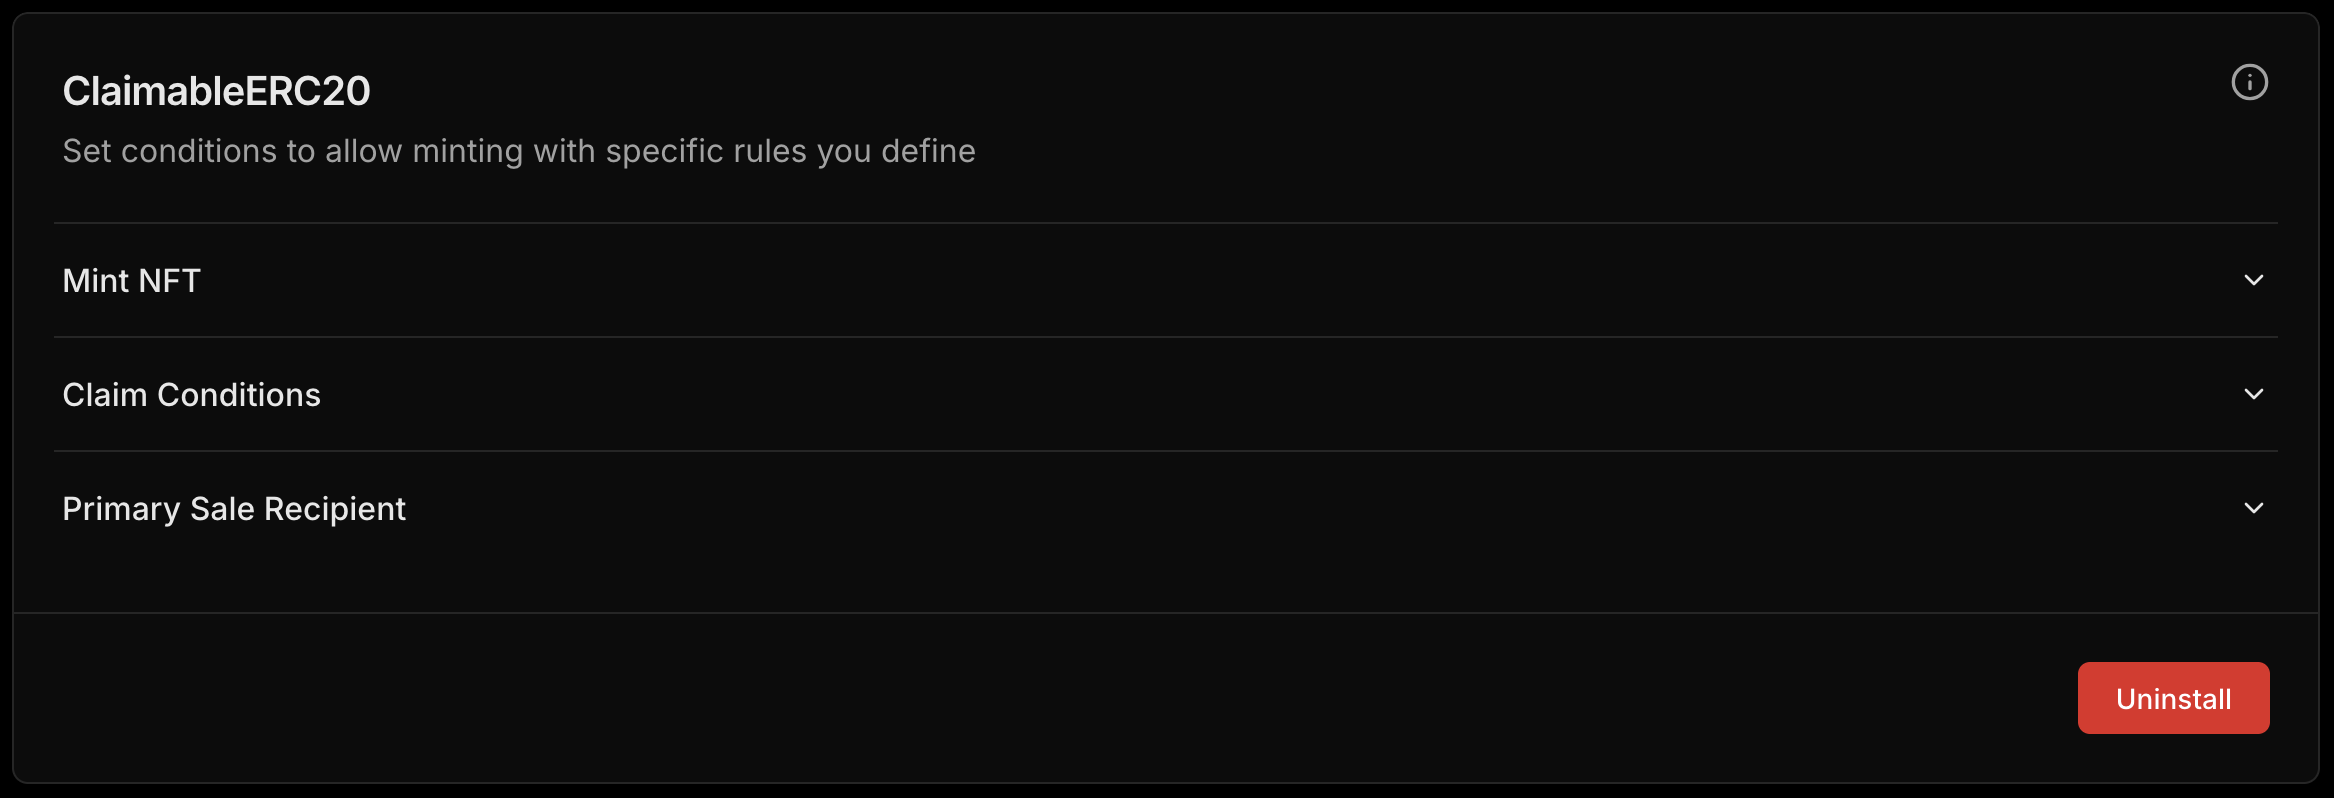 ClaimableERC20
Set conditions to allow minting with specific rules you define
Mint NFT
Claim Conditions
Primary Sale Recipient
Uninstall